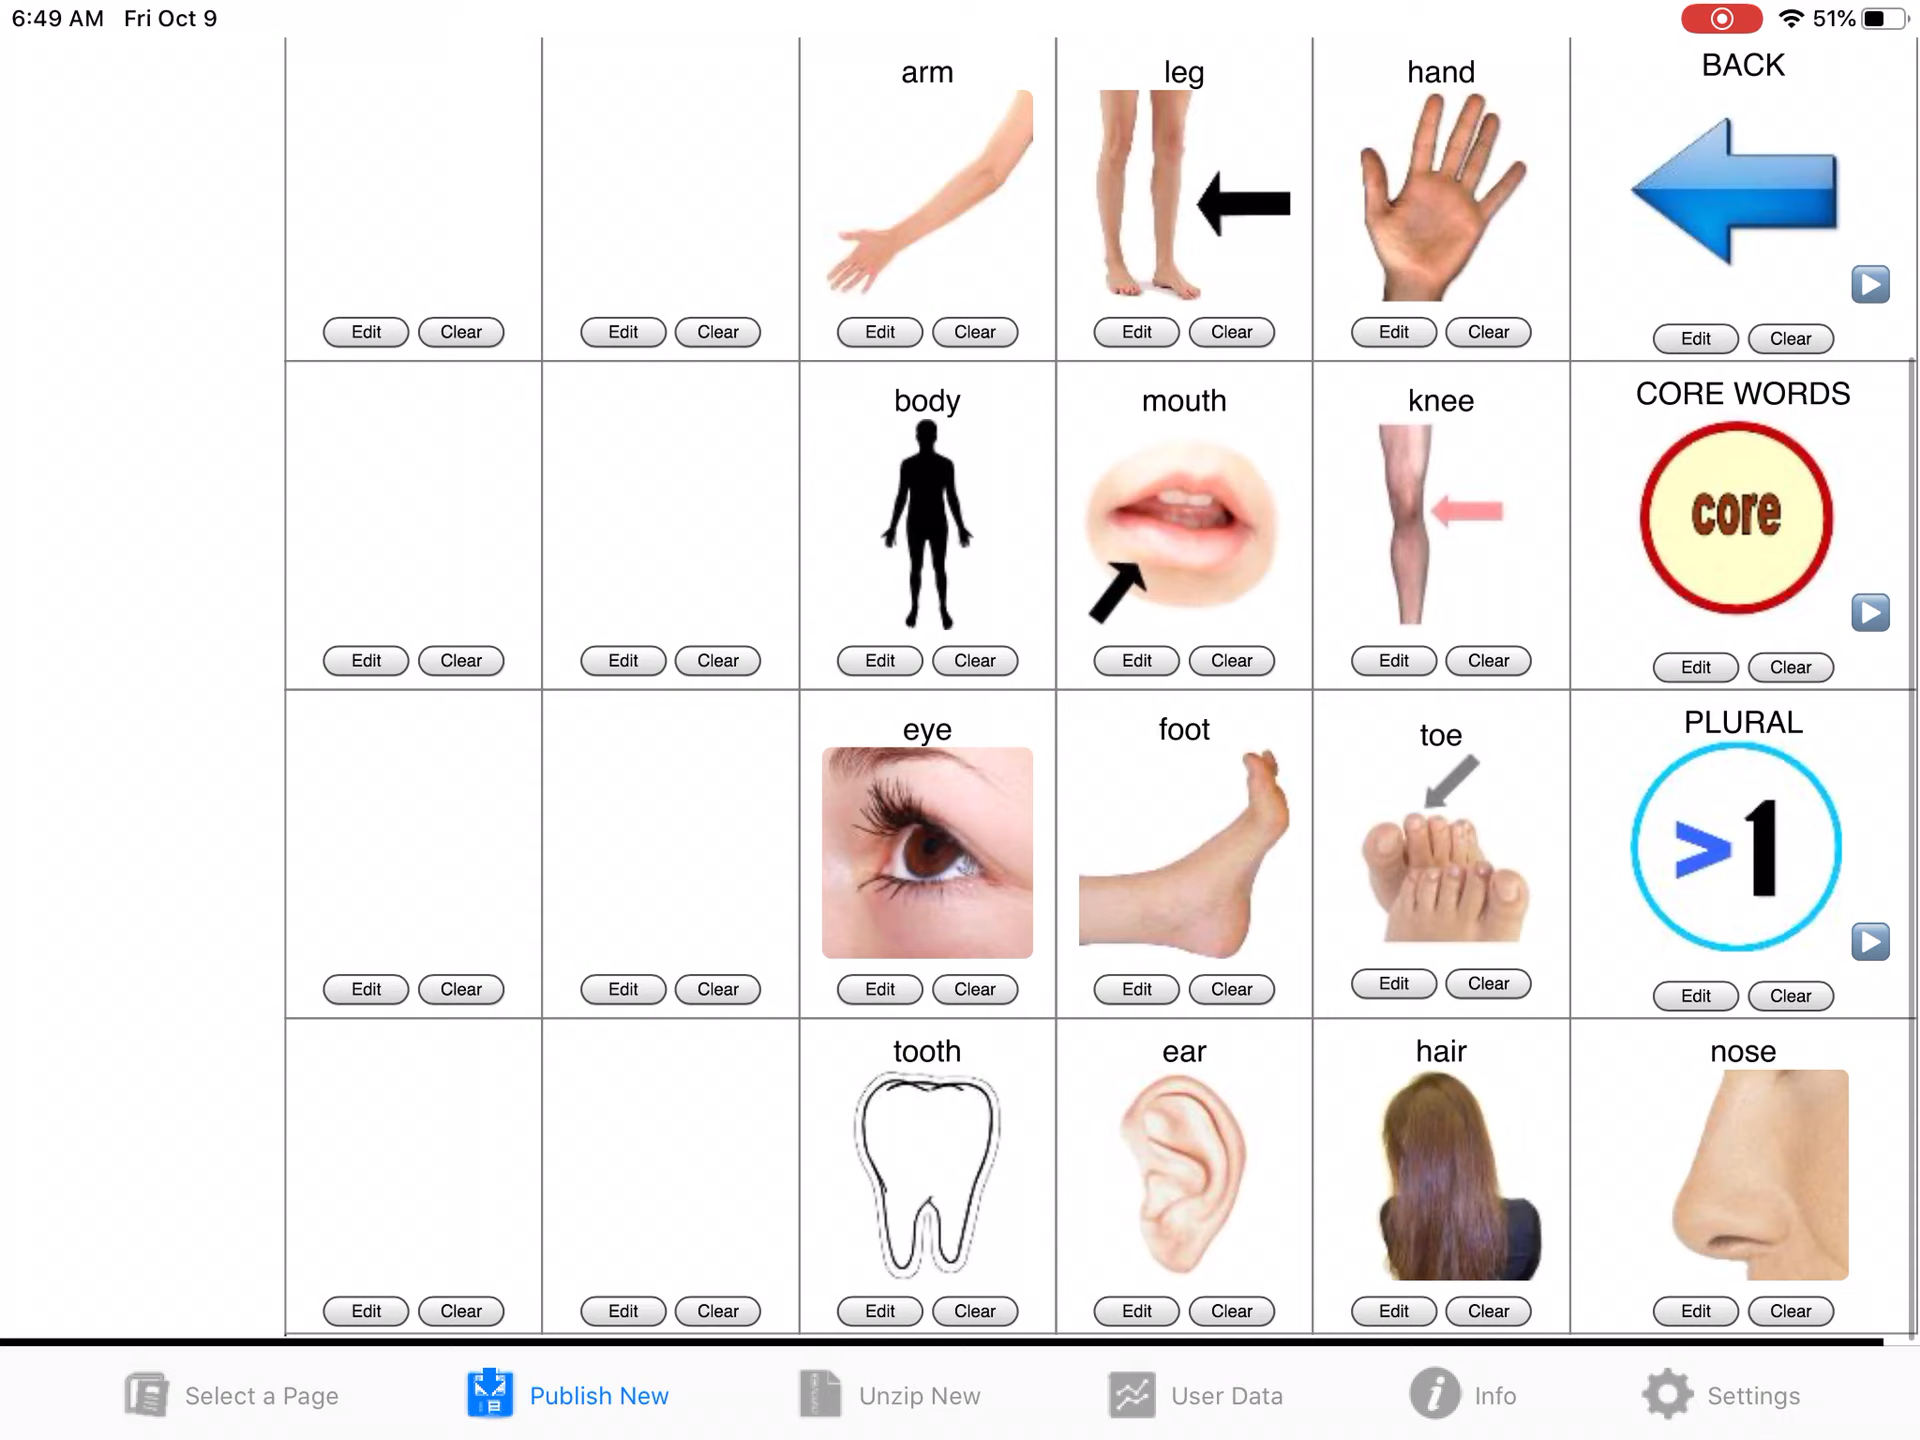 6:49 AM Fri Oct 9 51%
arm leg hand BACK
Edit Clear Edit Clear Edit Clear Edit Clear Edit Clear Edit Clear
body mouth knee CORE WORDS
core
Edit Clear Edit Clear Edit Clear Edit Clear Edit Clear Edit Clear
eye foot toe PLURAL
>1
Edit Clear Edit Clear Edit Clear Edit Clear Edit Clear Edit Clear
tooth ear hair nose
Edit Clear Edit Clear Edit Clear Edit Clear Edit Clear Edit Clear
Select a Page Publish New Unzip New User Data Info Settings